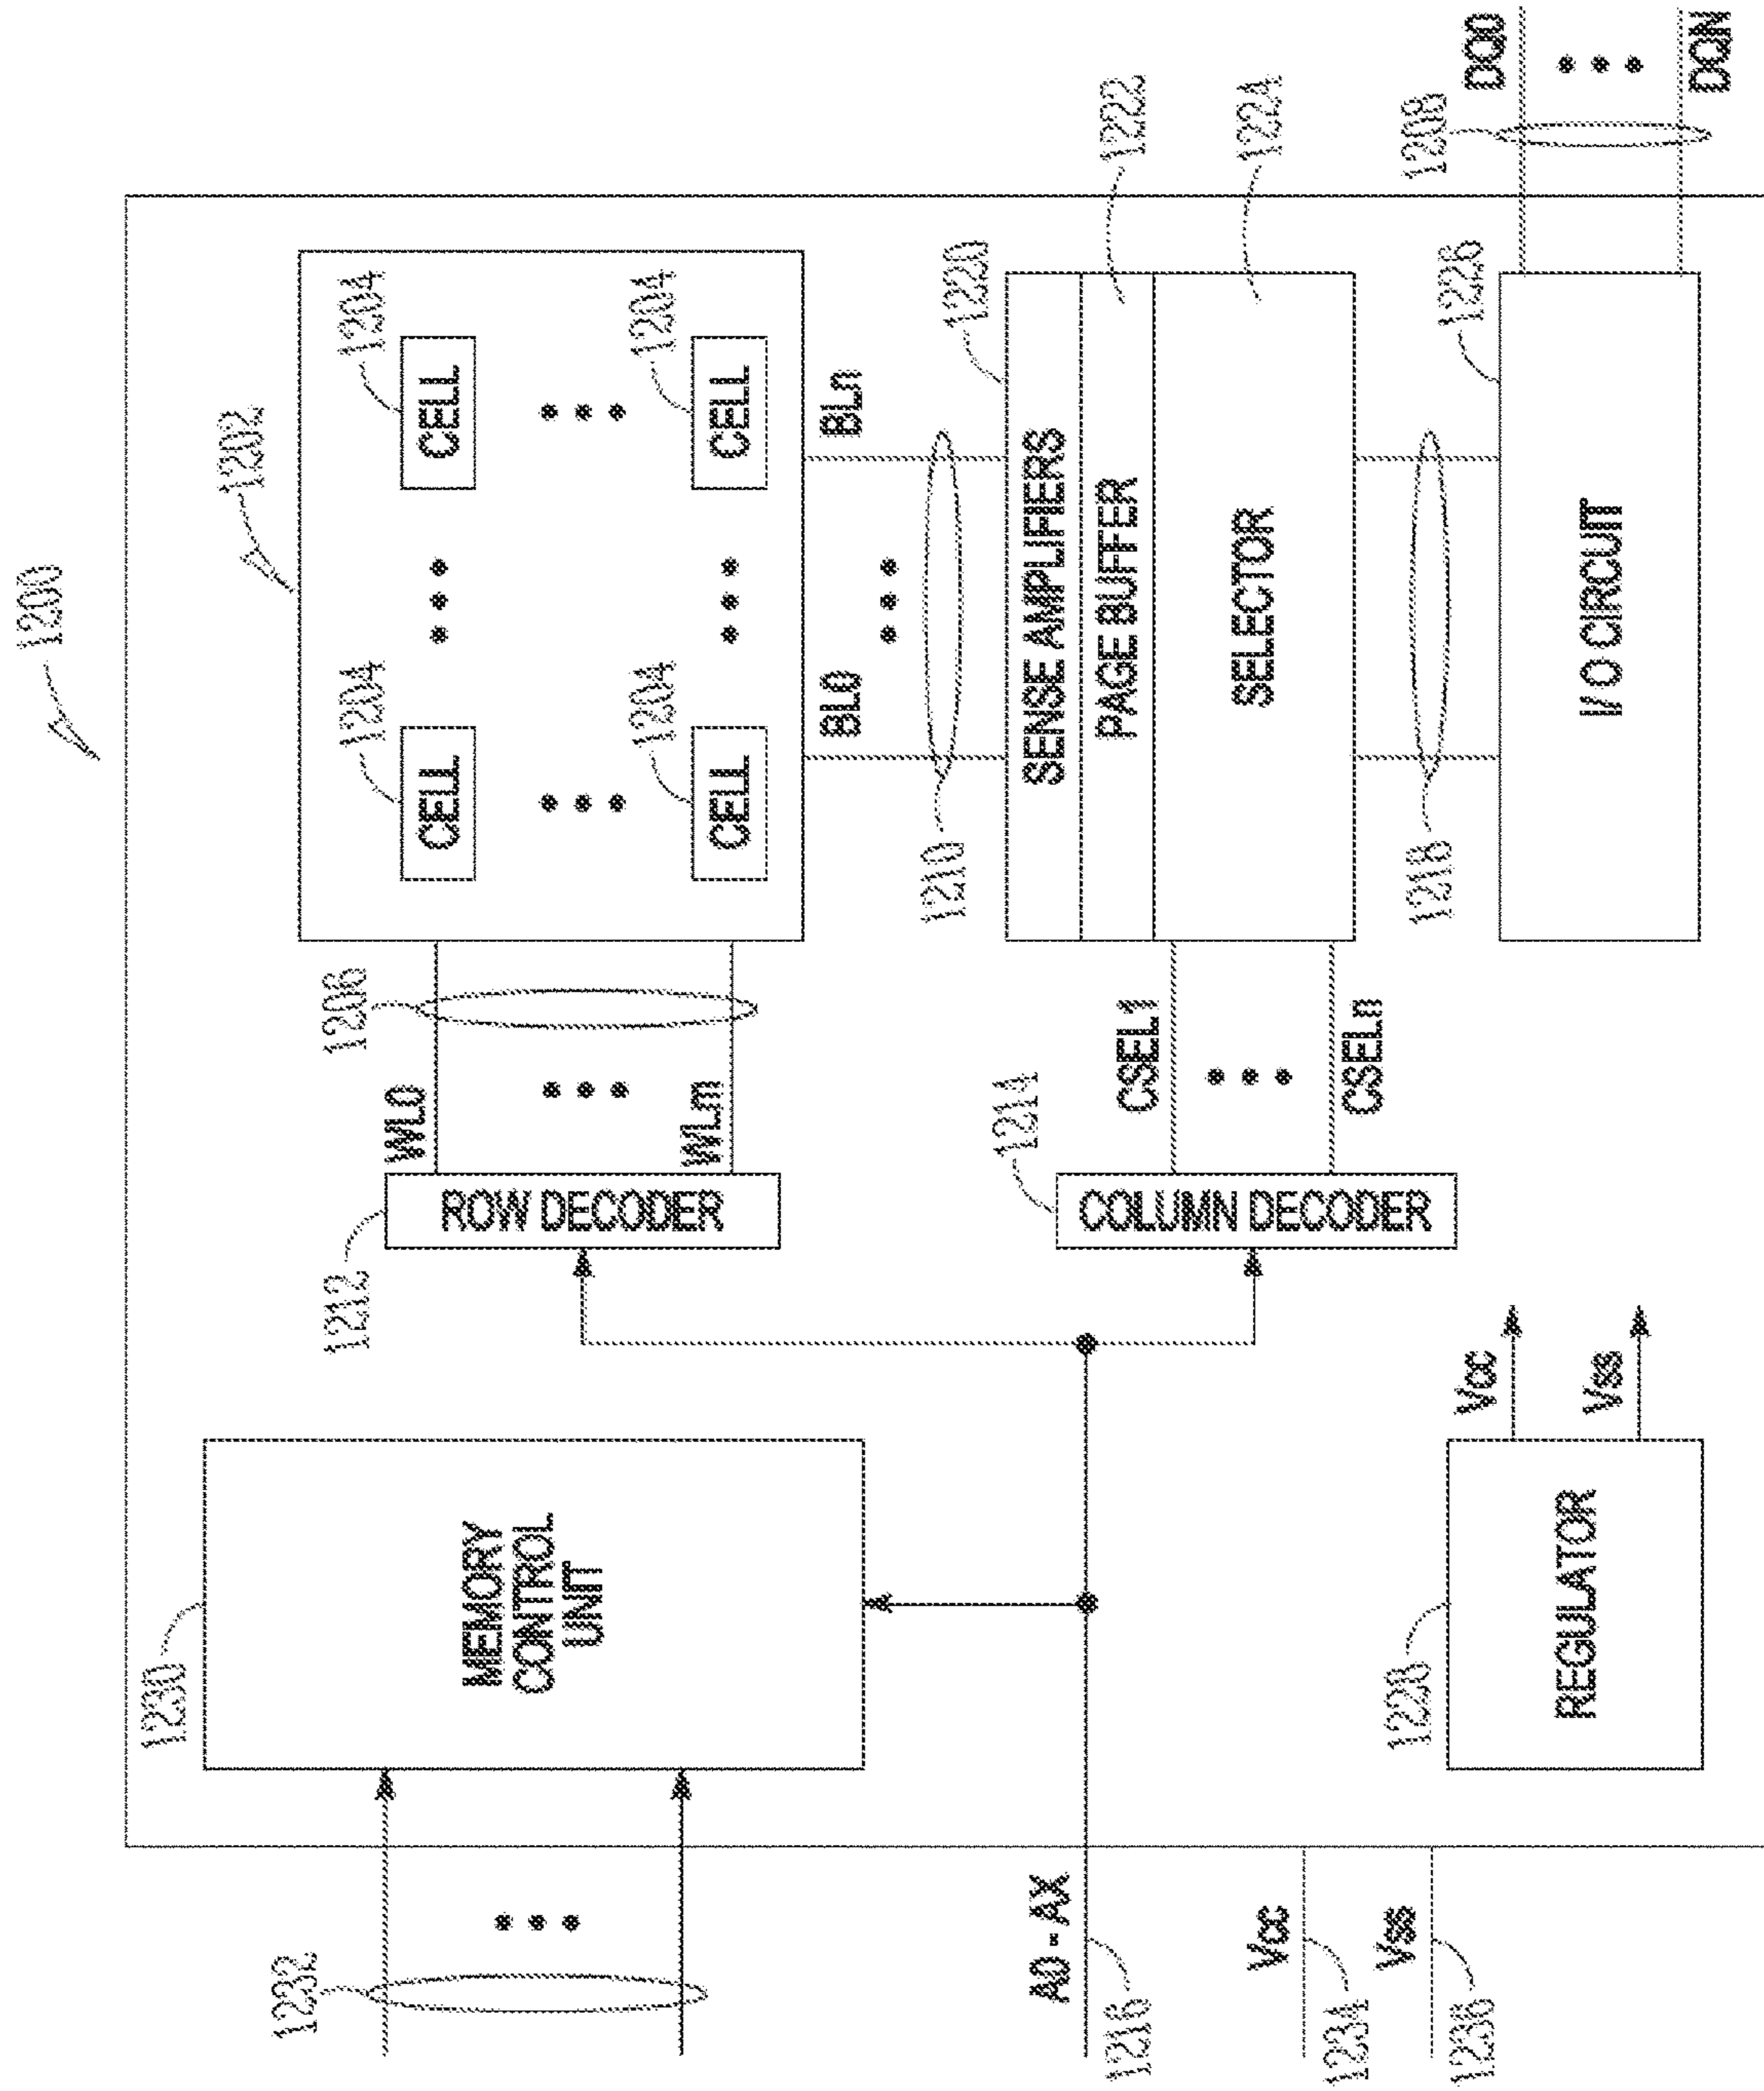 1200
1202
1230
1232
MEMORY
CONTROL
UNIT
1212
ROW DECODER
WL0
WLm
1206
CELL
1204
CELL
1204
CELL
1204
CELL
1204
BL0
BLn
1210
A0 - AX
1216
1214
COLUMN DECODER
CSEL1
CSELn
SENSE AMPLIFIERS
1220
PAGE BUFFER
1222
SELECTOR
1224
1218
Vcc
1234
Vss
1236
1228
REGULATOR
Vcc
Vss
I/O CIRCUIT
1226
1208
DQ0
DQN